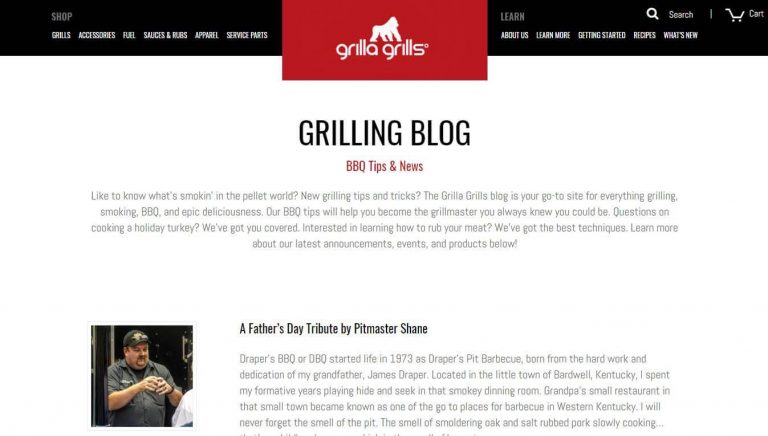 SHOP
GRILLS ACCESSORIES FUEL SAUCES & RUBS APPAREL SERVICE PARTS
grilla grills
LEARN
Search | Cart
ABOUT US LEARN MORE GETTING STARTED RECIPES WHAT'S NEW
GRILLING BLOG
BBQ Tips & News
Like to know what's smokin' in the pellet world? New grilling tips and tricks? The Grilla Grills blog is your go-to site for everything grilling,
smoking, BBQ, and epic deliciousness. Our BBQ tips will help you become the grillmaster you always knew you could be. Questions on
cooking a holiday turkey? We've got you covered. Interested in learning how to rub your meat? We've got the best techniques. Learn more
about our latest announcements, events, and products below!
A Father's Day Tribute by Pitmaster Shane
Draper's BBQ or DBQ started life in 1973 as Draper's Pit Barbecue, born from the hard work and
dedication of my grandfather, James Draper. Located in the little town of Bardwell, Kentucky, I spent
my formative years playing hide and seek in that smokey dinning room. Grandpa's small restaurant in
that small town became known as one of the go to places for barbecue in Western Kentucky. I will
never forget the smell of the pit. The smell of smoldering oak and salt rubbed pork slowly cooking…